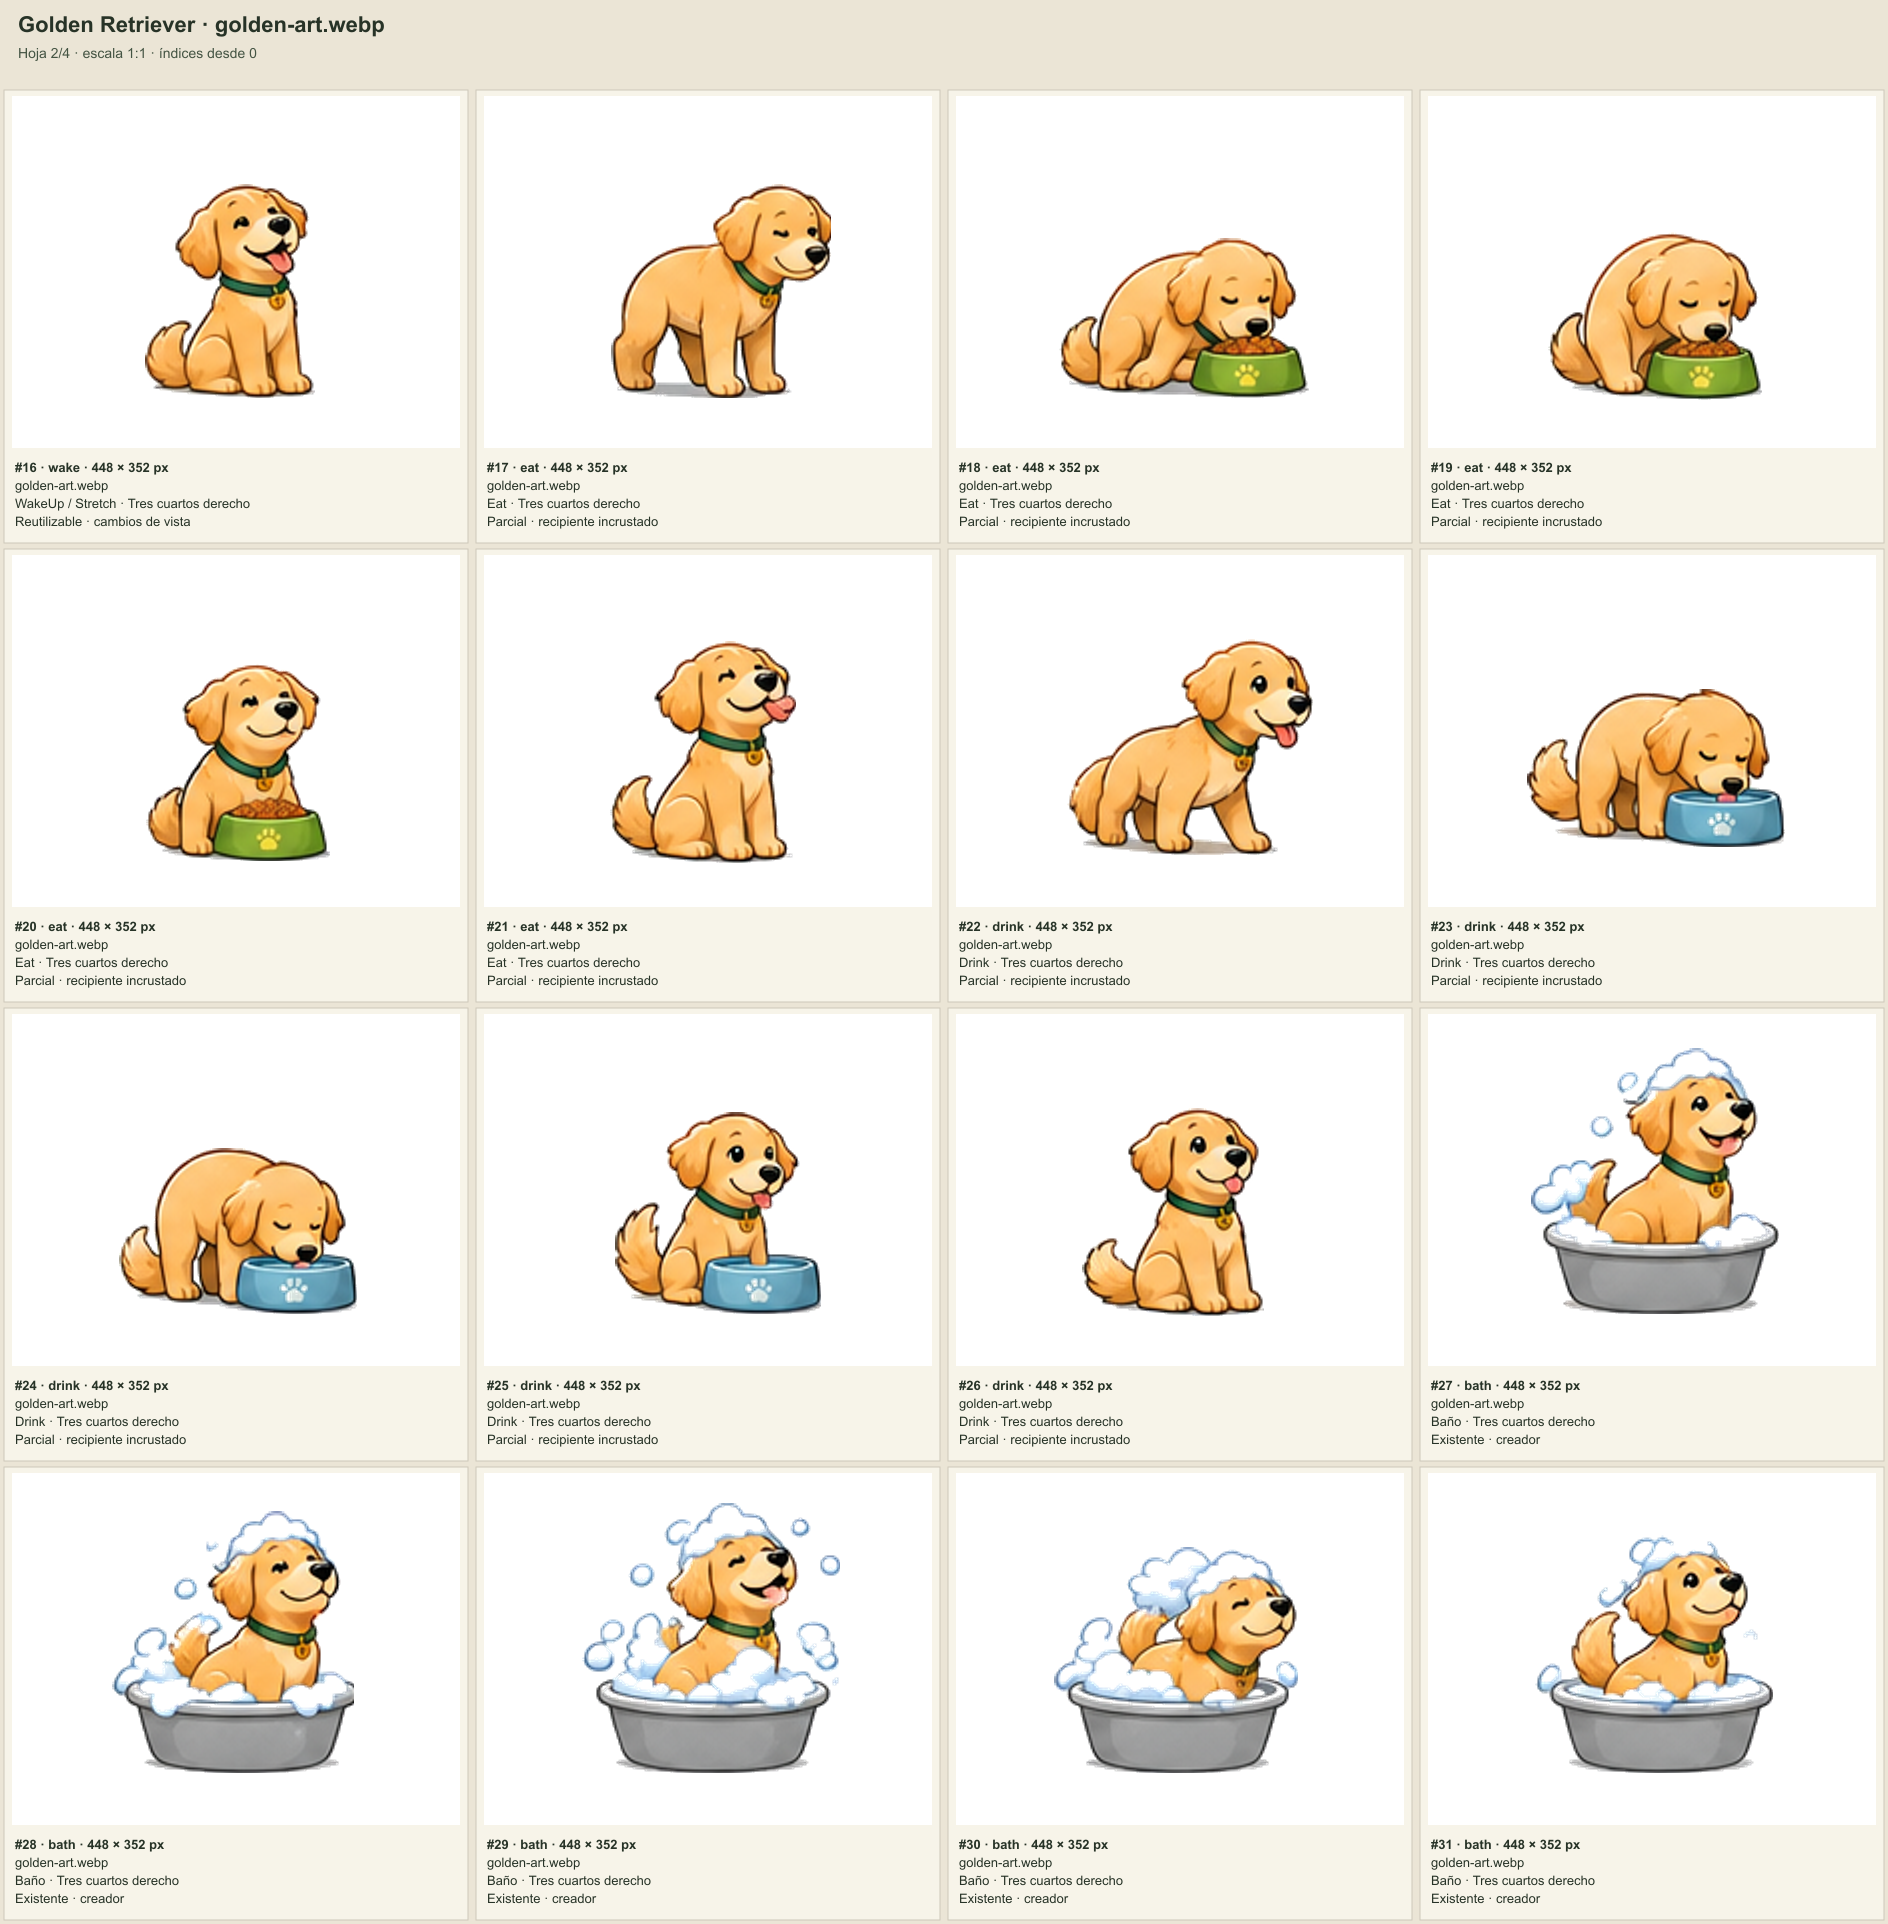 Golden Retriever · golden-art.webp
Hoja 2/4 · escala 1:1 · índices desde 0
#16 · wake · 448 × 352 px
golden-art.webp
WakeUp / Stretch · Tres cuartos derecho
Reutilizable · cambios de vista
#17 · eat · 448 × 352 px
golden-art.webp
Eat · Tres cuartos derecho
Parcial · recipiente incrustado
#18 · eat · 448 × 352 px
golden-art.webp
Eat · Tres cuartos derecho
Parcial · recipiente incrustado
#19 · eat · 448 × 352 px
golden-art.webp
Eat · Tres cuartos derecho
Parcial · recipiente incrustado
#20 · eat · 448 × 352 px
golden-art.webp
Eat · Tres cuartos derecho
Parcial · recipiente incrustado
#21 · eat · 448 × 352 px
golden-art.webp
Eat · Tres cuartos derecho
Parcial · recipiente incrustado
#22 · drink · 448 × 352 px
golden-art.webp
Drink · Tres cuartos derecho
Parcial · recipiente incrustado
#23 · drink · 448 × 352 px
golden-art.webp
Drink · Tres cuartos derecho
Parcial · recipiente incrustado
#24 · drink · 448 × 352 px
golden-art.webp
Drink · Tres cuartos derecho
Parcial · recipiente incrustado
#25 · drink · 448 × 352 px
golden-art.webp
Drink · Tres cuartos derecho
Parcial · recipiente incrustado
#26 · drink · 448 × 352 px
golden-art.webp
Drink · Tres cuartos derecho
Parcial · recipiente incrustado
#27 · bath · 448 × 352 px
golden-art.webp
Baño · Tres cuartos derecho
Existente · creador
#28 · bath · 448 × 352 px
golden-art.webp
Baño · Tres cuartos derecho
Existente · creador
#29 · bath · 448 × 352 px
golden-art.webp
Baño · Tres cuartos derecho
Existente · creador
#30 · bath · 448 × 352 px
golden-art.webp
Baño · Tres cuartos derecho
Existente · creador
#31 · bath · 448 × 352 px
golden-art.webp
Baño · Tres cuartos derecho
Existente · creador